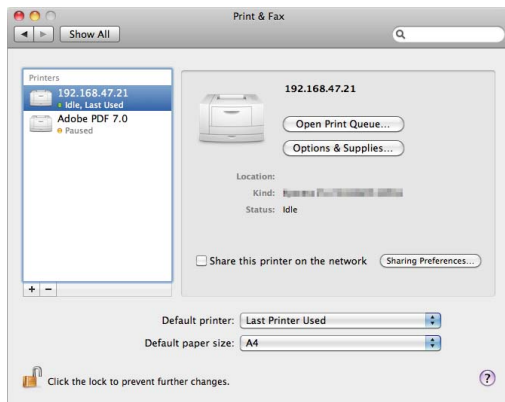 Print & Fax
Show All
Printers
192.168.47.21
Idle, Last Used
Adobe PDF 7.0
Paused
192.168.47.21
Open Print Queue...
Options & Supplies...
Location:
Kind:
Status: Idle
Share this printer on the network Sharing Preferences...
+ −
Default printer: Last Printer Used
Default paper size: A4
Click the lock to prevent further changes. ?